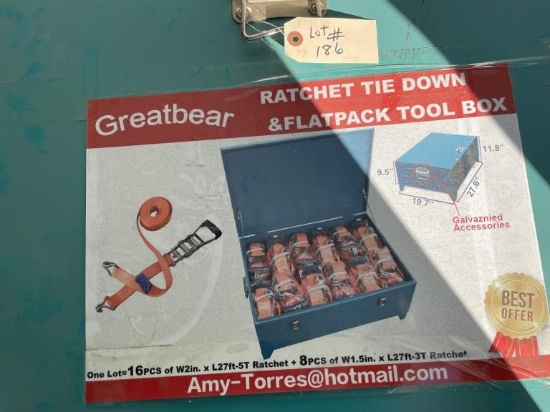 Lot#
186
Greatbear
RATCHET TIE DOWN
&FLATPACK TOOL BOX
9.5"
11.8"
19.7"
27.6"
Galvaznied
Accessories
BEST
OFFER
One Lot=16PCS of W2in. x L27ft-5T Ratchet + 8PCS of W1.5in. x L27ft-3T Ratchet
Amy-Torres@hotmail.com